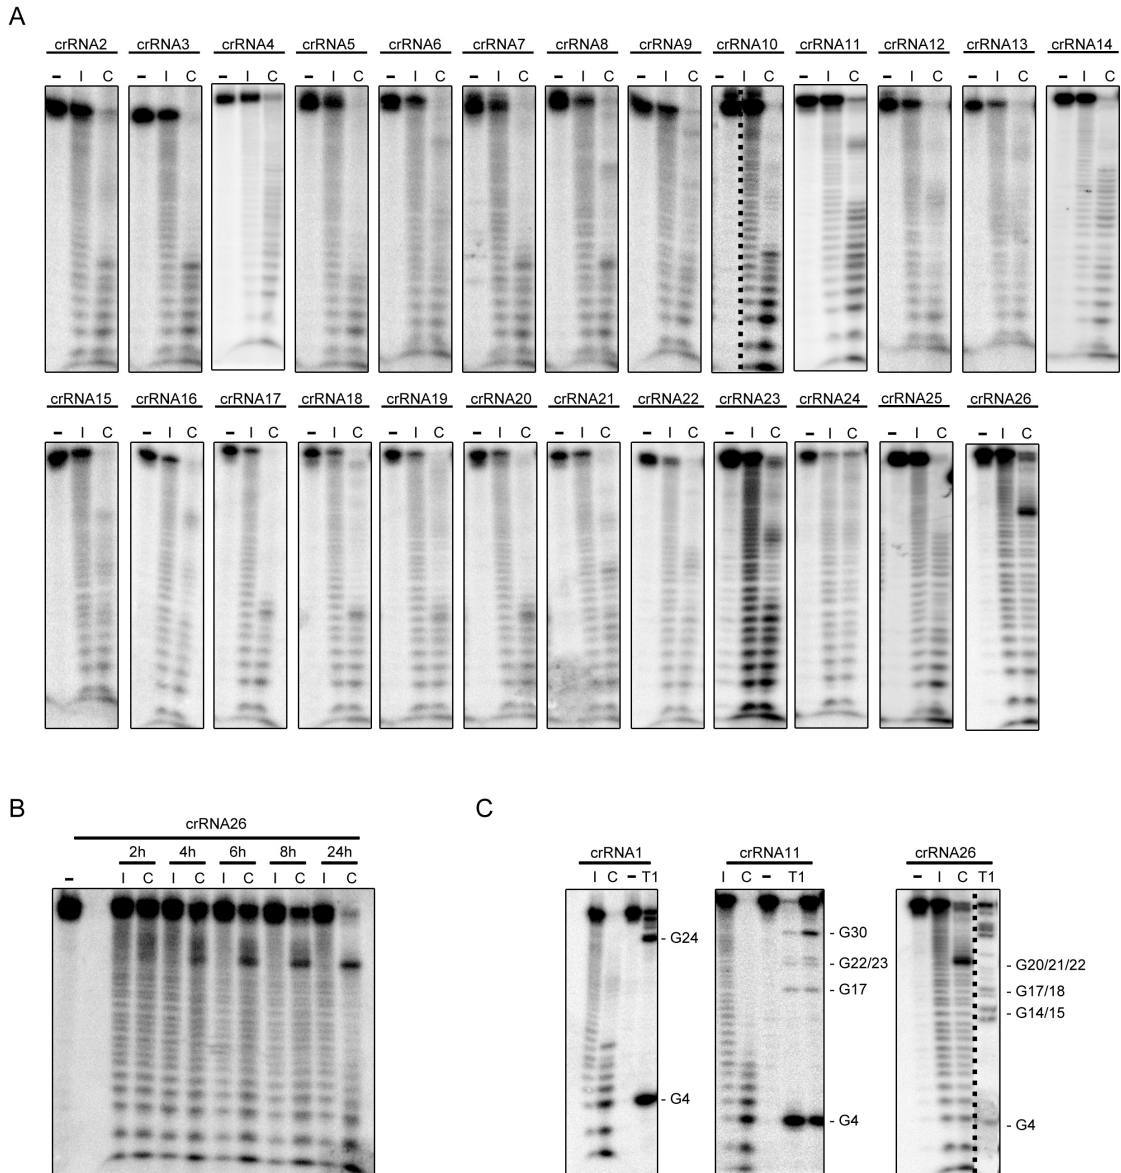 A
crRNA2 crRNA3 crRNA4 crRNA5 crRNA6 crRNA7 crRNA8 crRNA9 crRNA10 crRNA11 crRNA12 crRNA13 crRNA14
- I C - I C - I C - I C - I C - I C - I C - I C - I C - I C - I C - I C - I C
crRNA15 crRNA16 crRNA17 crRNA18 crRNA19 crRNA20 crRNA21 crRNA22 crRNA23 crRNA24 crRNA25 crRNA26
- I C - I C - I C - I C - I C - I C - I C - I C - I C - I C - I C - I C
B
crRNA26
2h 4h 6h 8h 24h
- I C I C I C I C I C
C
crRNA1
I C - T1
- G24
- G4
crRNA11
I C - T1
- G30
- G22/23
- G17
- G4
crRNA26
- I C T1
- G20/21/22
- G17/18
- G14/15
- G4